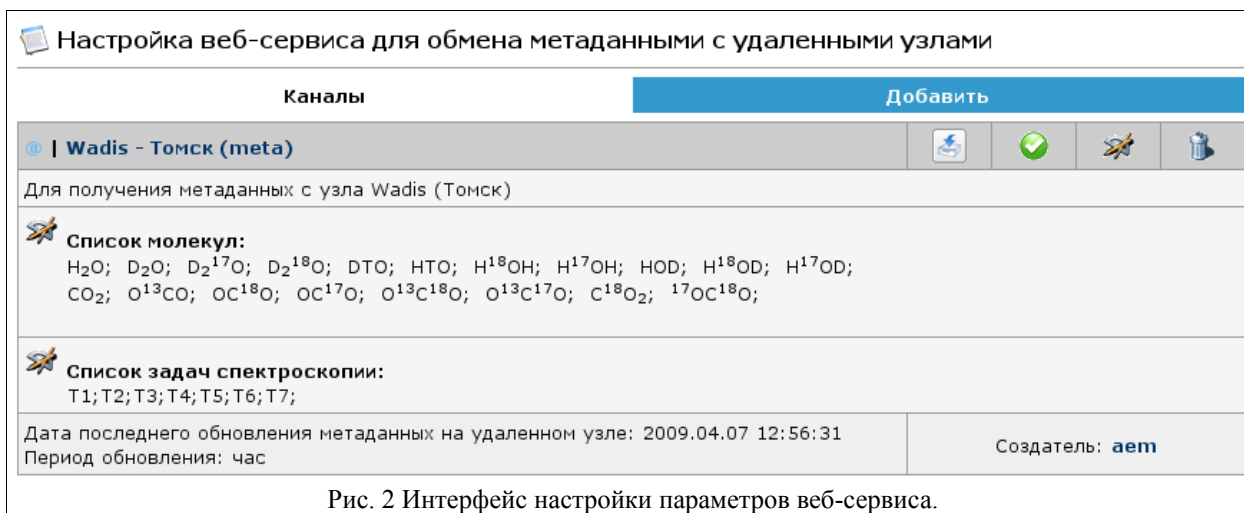 Настройка веб-сервиса для обмена метаданными с удаленными узлами
Каналы Добавить
@ | Wadis - Томск (meta)
Для получения метаданных с узла Wadis (Томск)
Список молекул:
H₂O; D₂O; D₂¹⁷O; D₂¹⁸O; DTO; HTO; H¹⁸OH; H¹⁷OH; HOD; H¹⁸OD; H¹⁷OD;
CO₂; O¹³CO; OC¹⁸O; OC¹⁷O; O¹³C¹⁸O; O¹³C¹⁷O; C¹⁸O₂; ¹⁷OC¹⁸O;
Список задач спектроскопии:
T1;T2;T3;T4;T5;T6;T7;
Дата последнего обновления метаданных на удаленном узле: 2009.04.07 12:56:31
Период обновления: час
Создатель: aem
Рис. 2 Интерфейс настройки параметров веб-сервиса.